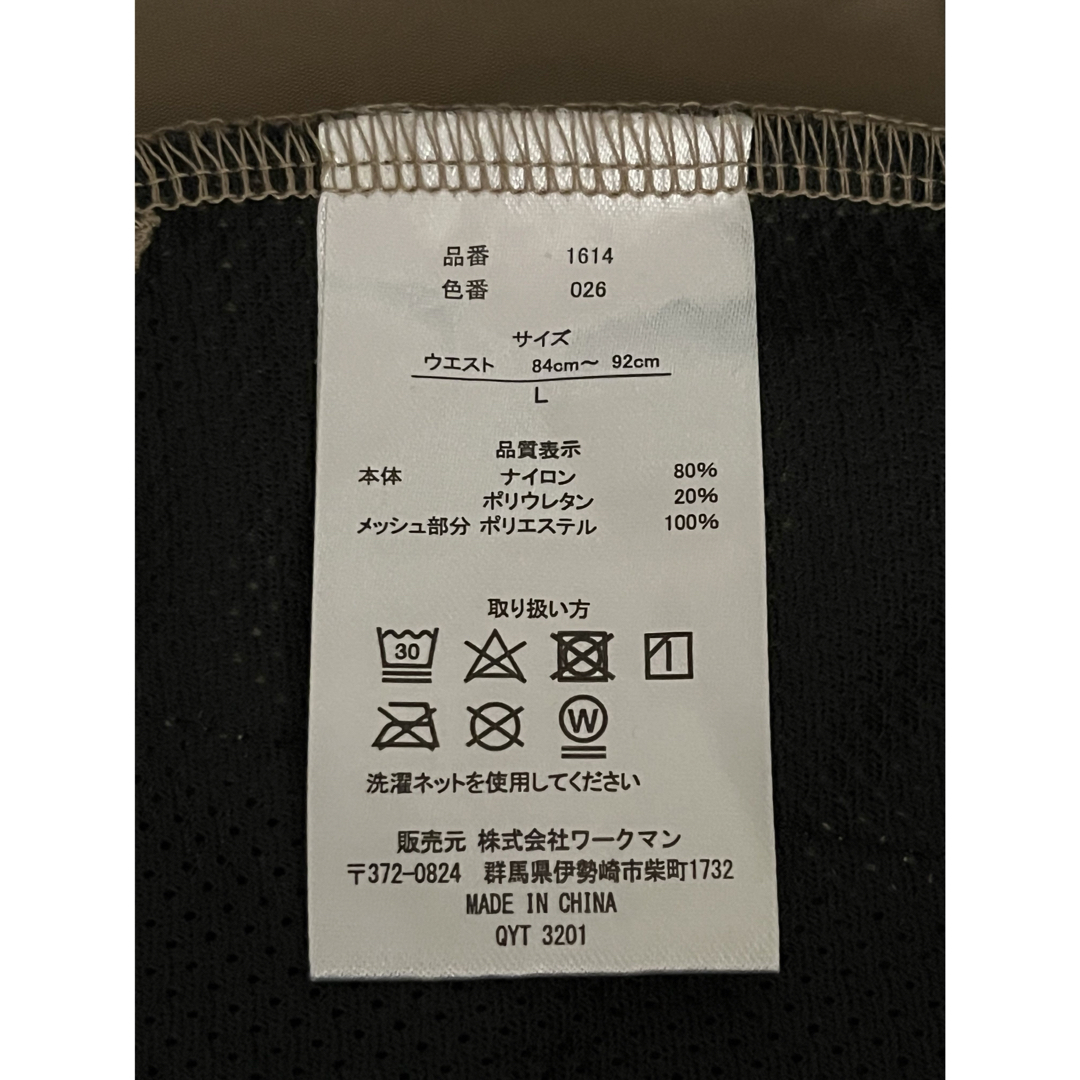 品番 1614
色番 026
サイズ
ウエスト 84cm～ 92cm
L
品質表示
本体 ナイロン 80%
ポリウレタン 20%
メッシュ部分 ポリエステル 100%
取り扱い方
30
W
洗濯ネットを使用してください
販売元 株式会社ワークマン
〒372-0824 群馬県伊勢崎市柴町1732
MADE IN CHINA
QYT 3201